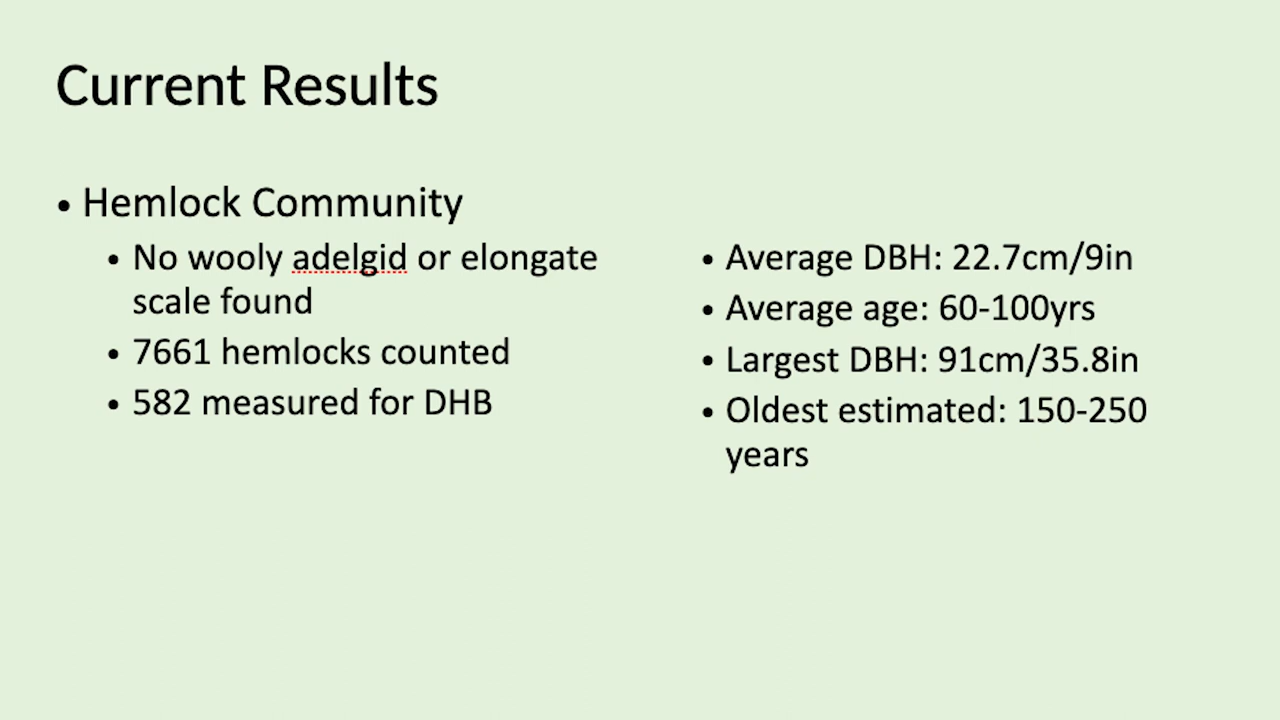 Current Results
• Hemlock Community
• No wooly adelgid or elongate
scale found
• 7661 hemlocks counted
• 582 measured for DHB
• Average DBH: 22.7cm/9in
• Average age: 60-100yrs
• Largest DBH: 91cm/35.8in
• Oldest estimated: 150-250
years